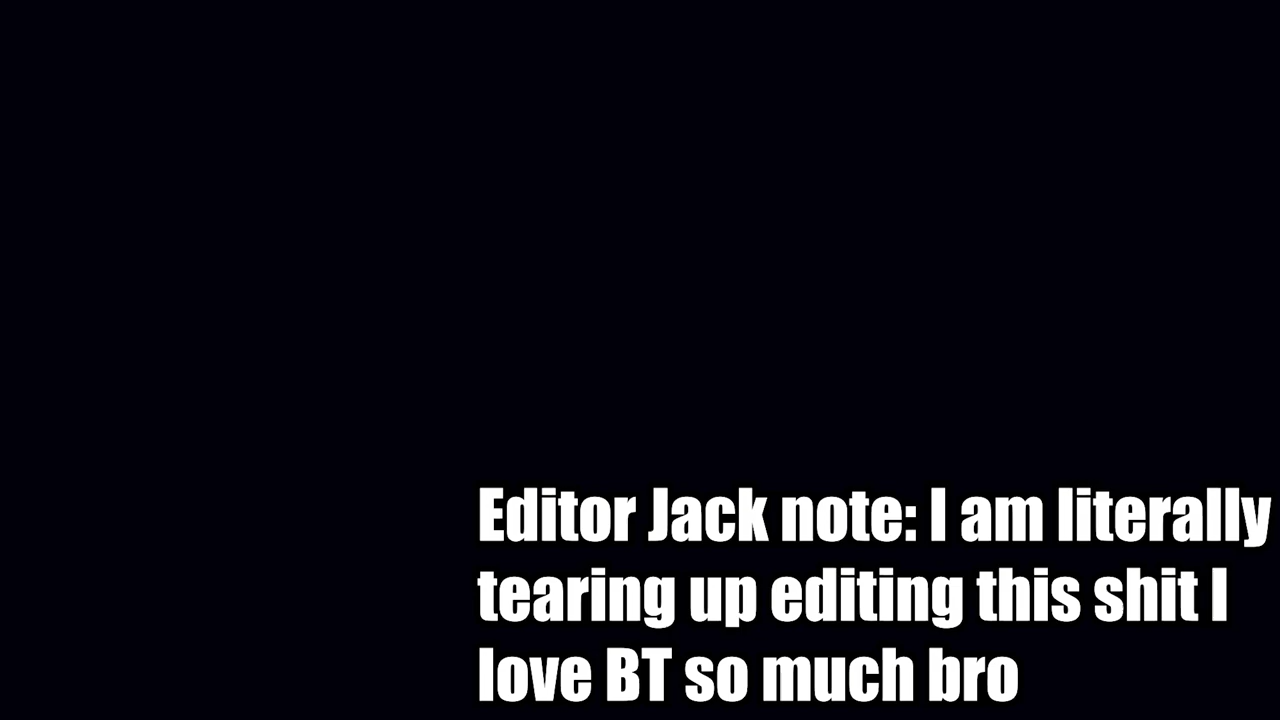 Editor Jack note: I am literally
tearing up editing this shit I
love BT so much bro